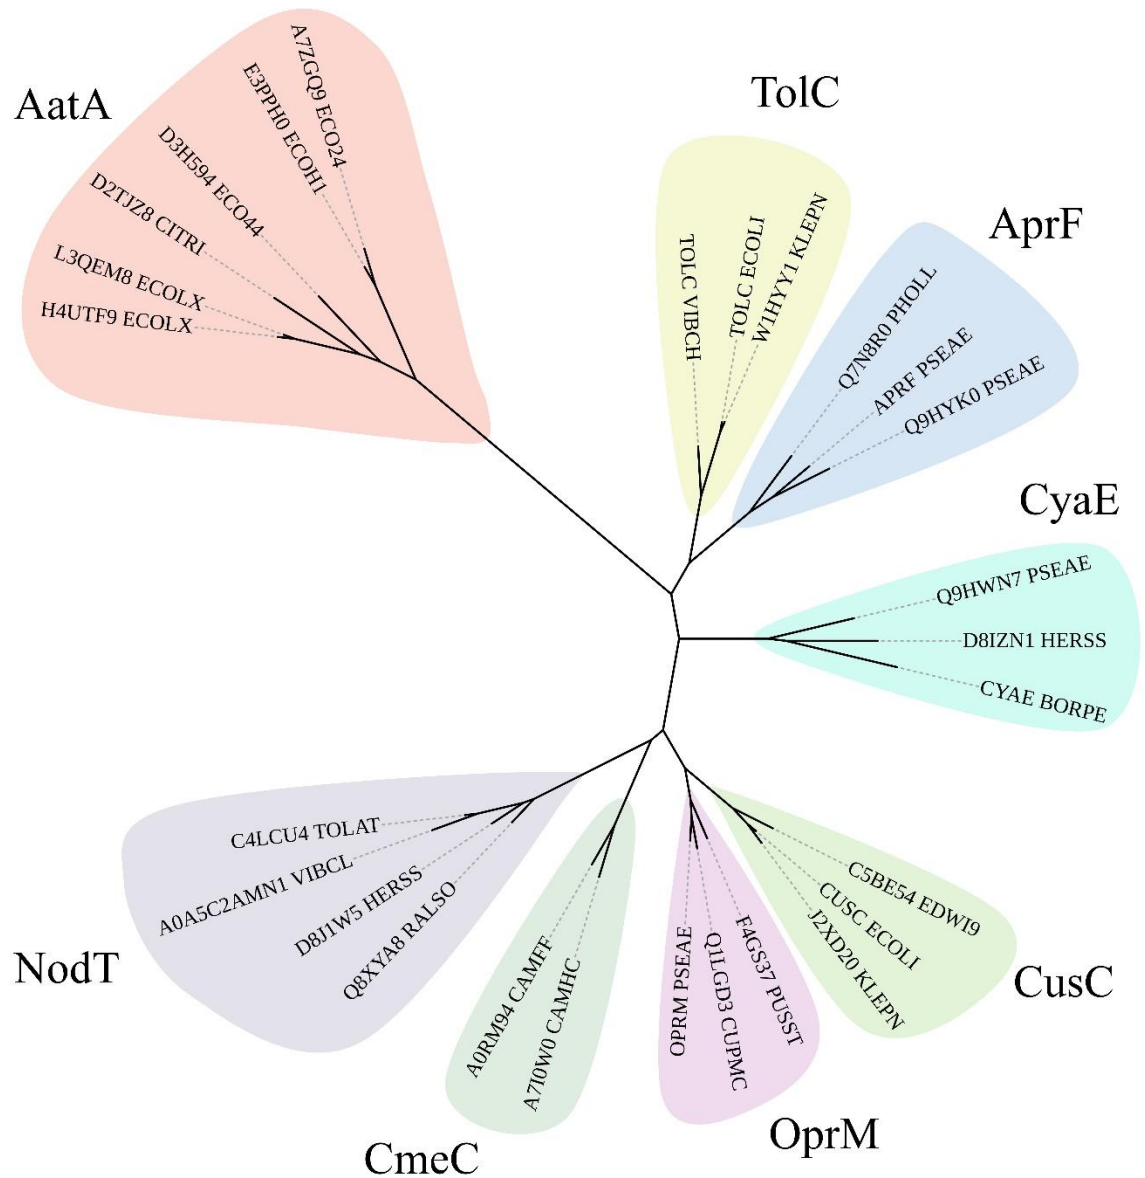 AatA
A7ZGQ9 ECO24
E3PPH0 ECOH1
D3H594 ECO44
D2TJZ8 CITRI
L3QEM8 ECOLX
H4UTF9 ECOLX
TolC
TOLC VIBCH
TOLC ECOLI
W1HYY1 KLEPN
AprF
Q7N8R0 PHOLL
APRF PSEAE
Q9HYK0 PSEAE
CyaE
Q9HWN7 PSEAE
D8IZN1 HERSS
CYAE BORPE
NodT
C4LCU4 TOLAT
A0A5C2AMN1 VIBCL
D8J1W5 HERSS
Q8XYA8 RALSO
CmeC
A0RM94 CAMFF
A7I0W0 CAMHC
OprM
OPRM PSEAE
Q1LGD3 CUPMC
F4GS37 PUSST
CusC
C5BE54 EDWI9
CUSC ECOLI
J2XD20 KLEPN